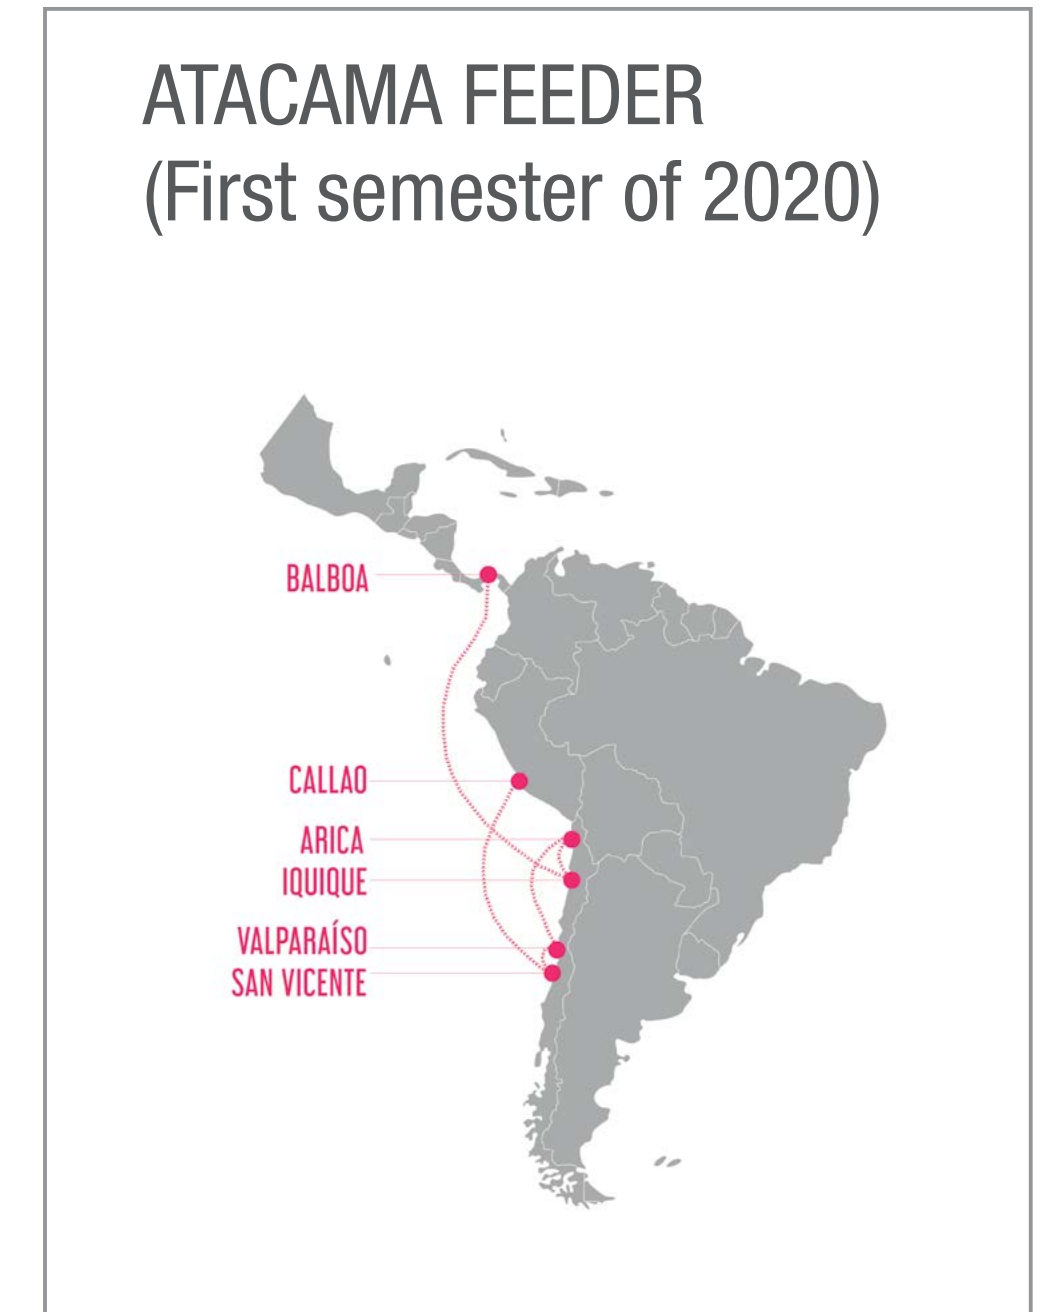 ATACAMA FEEDER
(First semester of 2020)
BALBOA
CALLAO
ARICA
IQUIQUE
VALPARAÍSO
SAN VICENTE